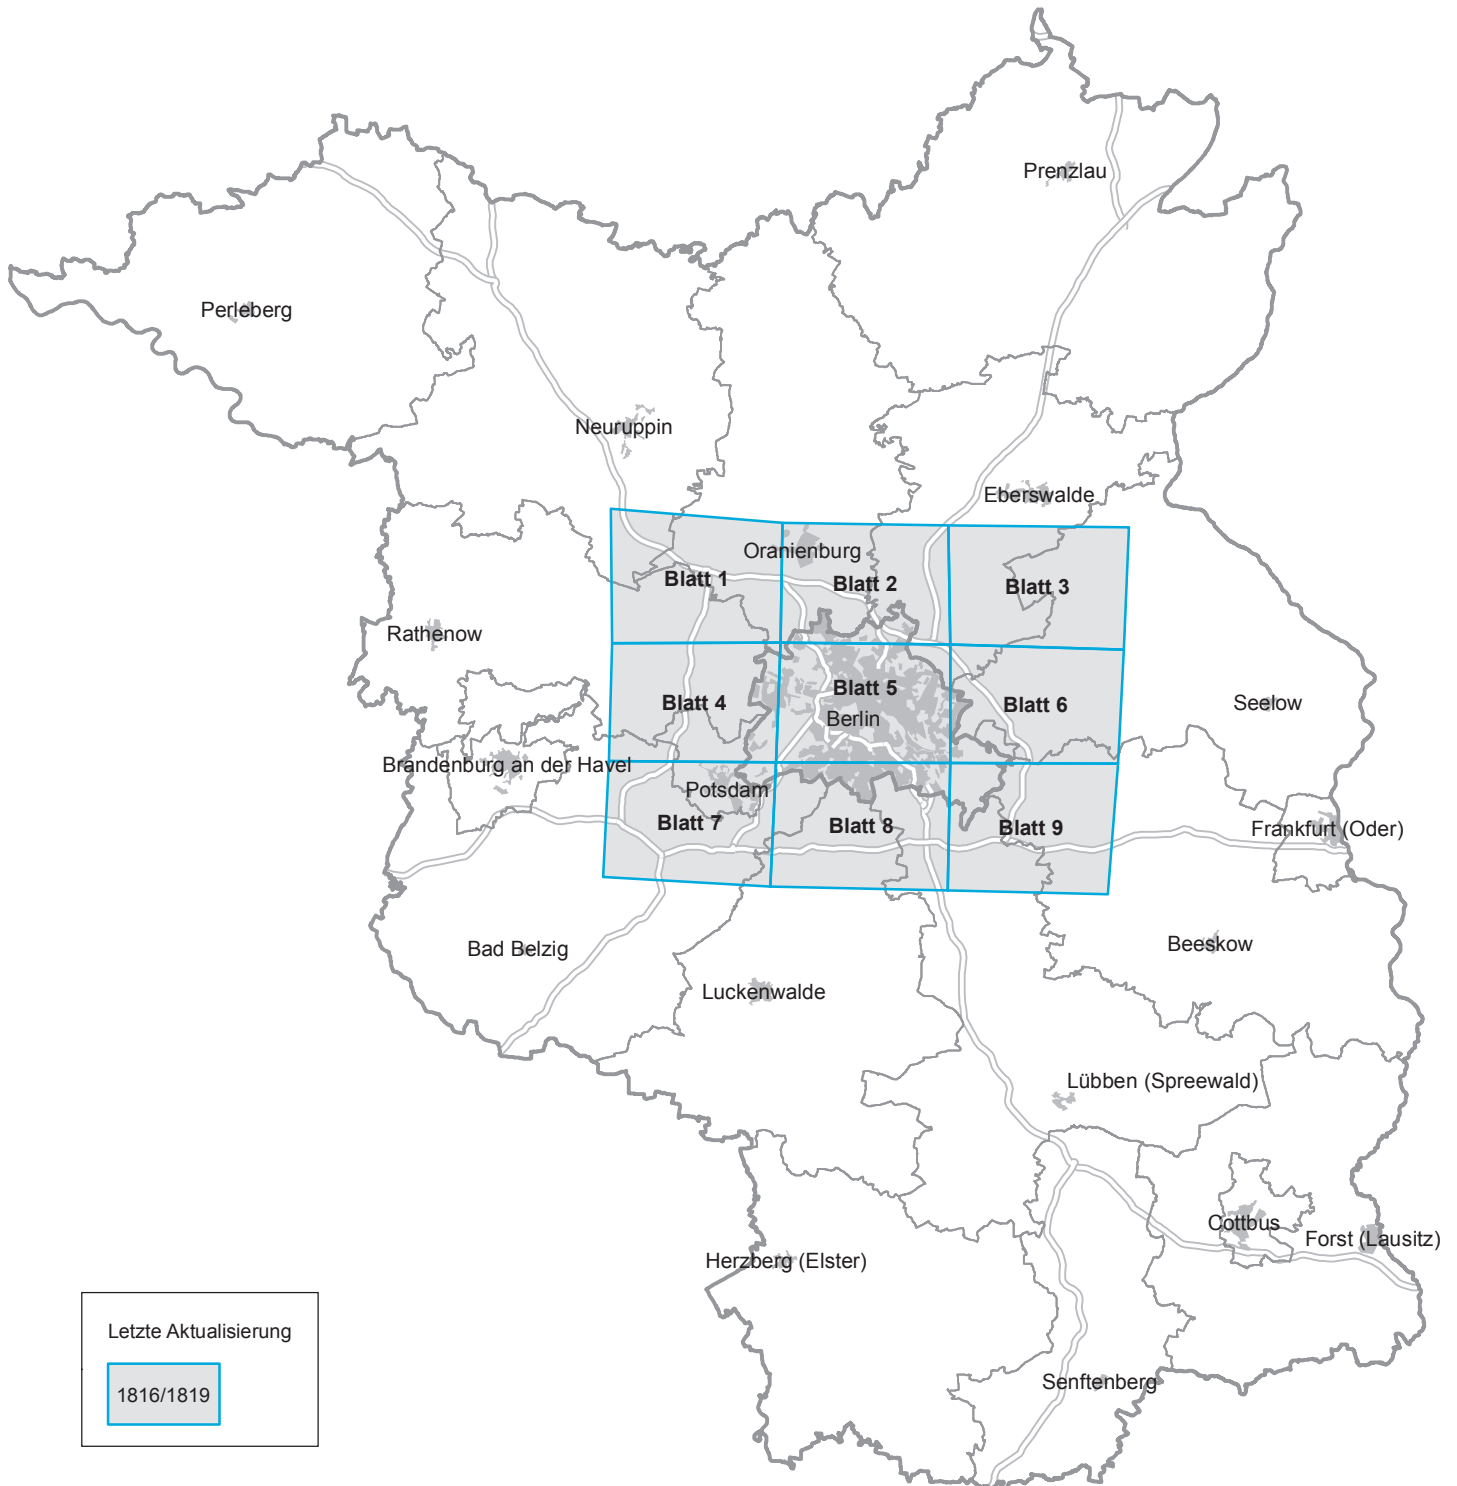 Prenzlau
Perleberg
Neuruppin
Eberswalde
Oranienburg
Blatt 1
Blatt 2
Blatt 3
Rathenow
Blatt 4
Blatt 5
Blatt 6
Seelow
Berlin
Brandenburg an der Havel
Potsdam
Blatt 7
Blatt 8
Blatt 9
Frankfurt (Oder)
Bad Belzig
Beeskow
Luckenwalde
Lübben (Spreewald)
Cottbus
Forst (Lausitz)
Herzberg (Elster)
Senftenberg
Letzte Aktualisierung
1816/1819